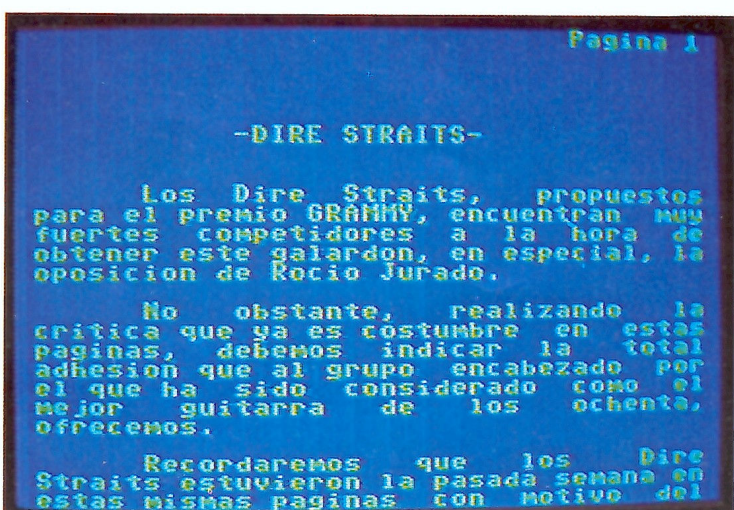 Pagina 1
-DIRE STRAITS-
Los Dire Straits, propuestos
para el premio GRAMMY, encuentran muy
fuertes competidores a la hora de
obtener este galardon, en especial, la
oposicion de Rocio Jurado.
No obstante, realizando la
critica que ya es costumbre en estas
paginas, debemos indicar la total
adhesion que al grupo encabezado por
el que ha sido considerado como el
mejor guitarra de los ochenta,
ofrecemos.
Recordaremos que los Dire
Straits estuvieron la pasada semana en
estas mismas paginas con motivo del